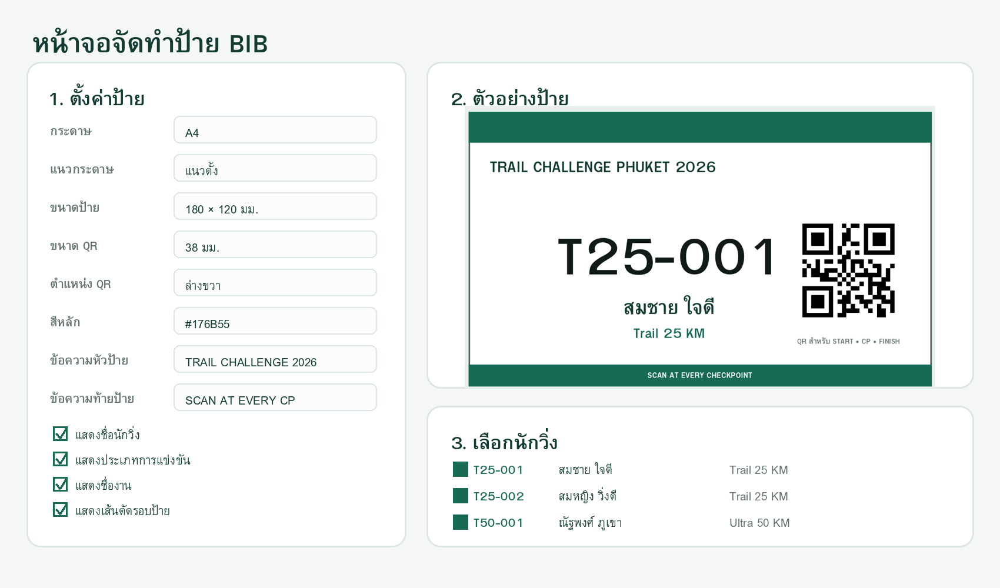 หน้าจอจัดทำป้าย BIB
1. ตั้งค่าป้าย
กระดาษ A4
แนวกระดาษ แนวตั้ง
ขนาดป้าย 180 × 120 มม.
ขนาด QR 38 มม.
ตำแหน่ง QR ล่างขวา
สีหลัก #176B55
ข้อความหัวป้าย TRAIL CHALLENGE 2026
ข้อความท้ายป้าย SCAN AT EVERY CP
แสดงชื่อนักวิ่ง
แสดงประเภทการแข่งขัน
แสดงชื่องาน
แสดงเส้นตัดรอบป้าย
2. ตัวอย่างป้าย
TRAIL CHALLENGE PHUKET 2026
T25-001
สมชาย ใจดี
Trail 25 KM
QR สำหรับ START • CP • FINISH
SCAN AT EVERY CHECKPOINT
3. เลือกนักวิ่ง
T25-001 สมชาย ใจดี Trail 25 KM
T25-002 สมหญิง วิ่งดี Trail 25 KM
T50-001 ณัฐพงศ์ ภูเขา Ultra 50 KM